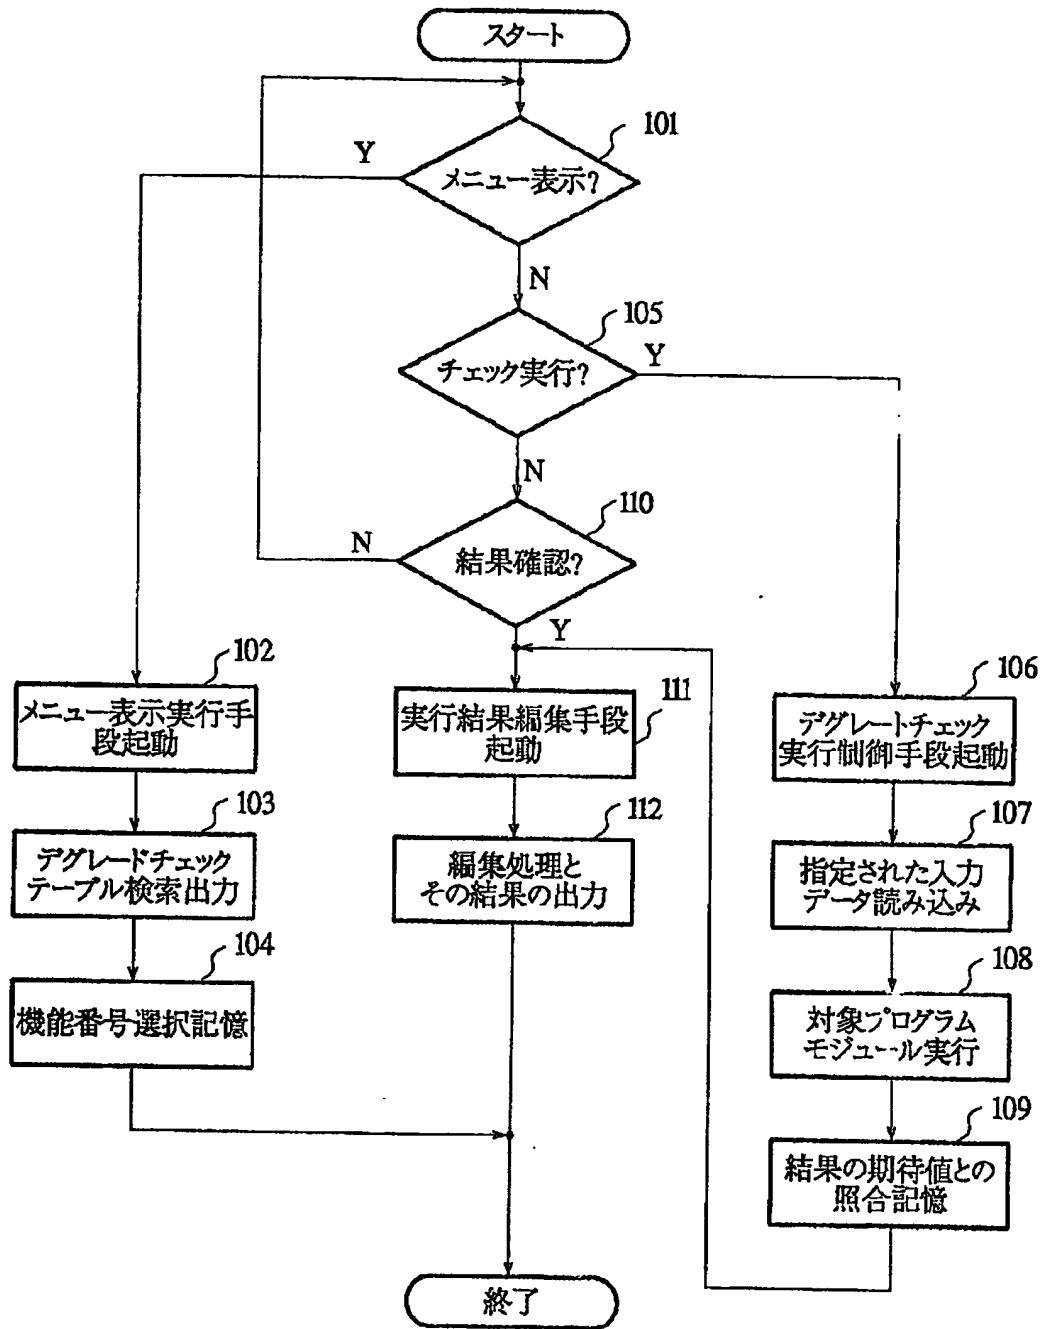 スタート
101
Y
メニュー表示?
N
105
チェック実行?
Y
N
110
N
結果確認?
Y
102
メニュー表示実行手
段起動
103
デグレードチェック
テーブル検索出力
104
機能番号選択記憶
111
実行結果編集手段
起動
112
編集処理と
その結果の出力
106
デグレートチェック
実行制御手段起動
107
指定された入力
データ読み込み
108
対象プログラム
モジュール実行
109
結果の期待値との
照合記憶
終了